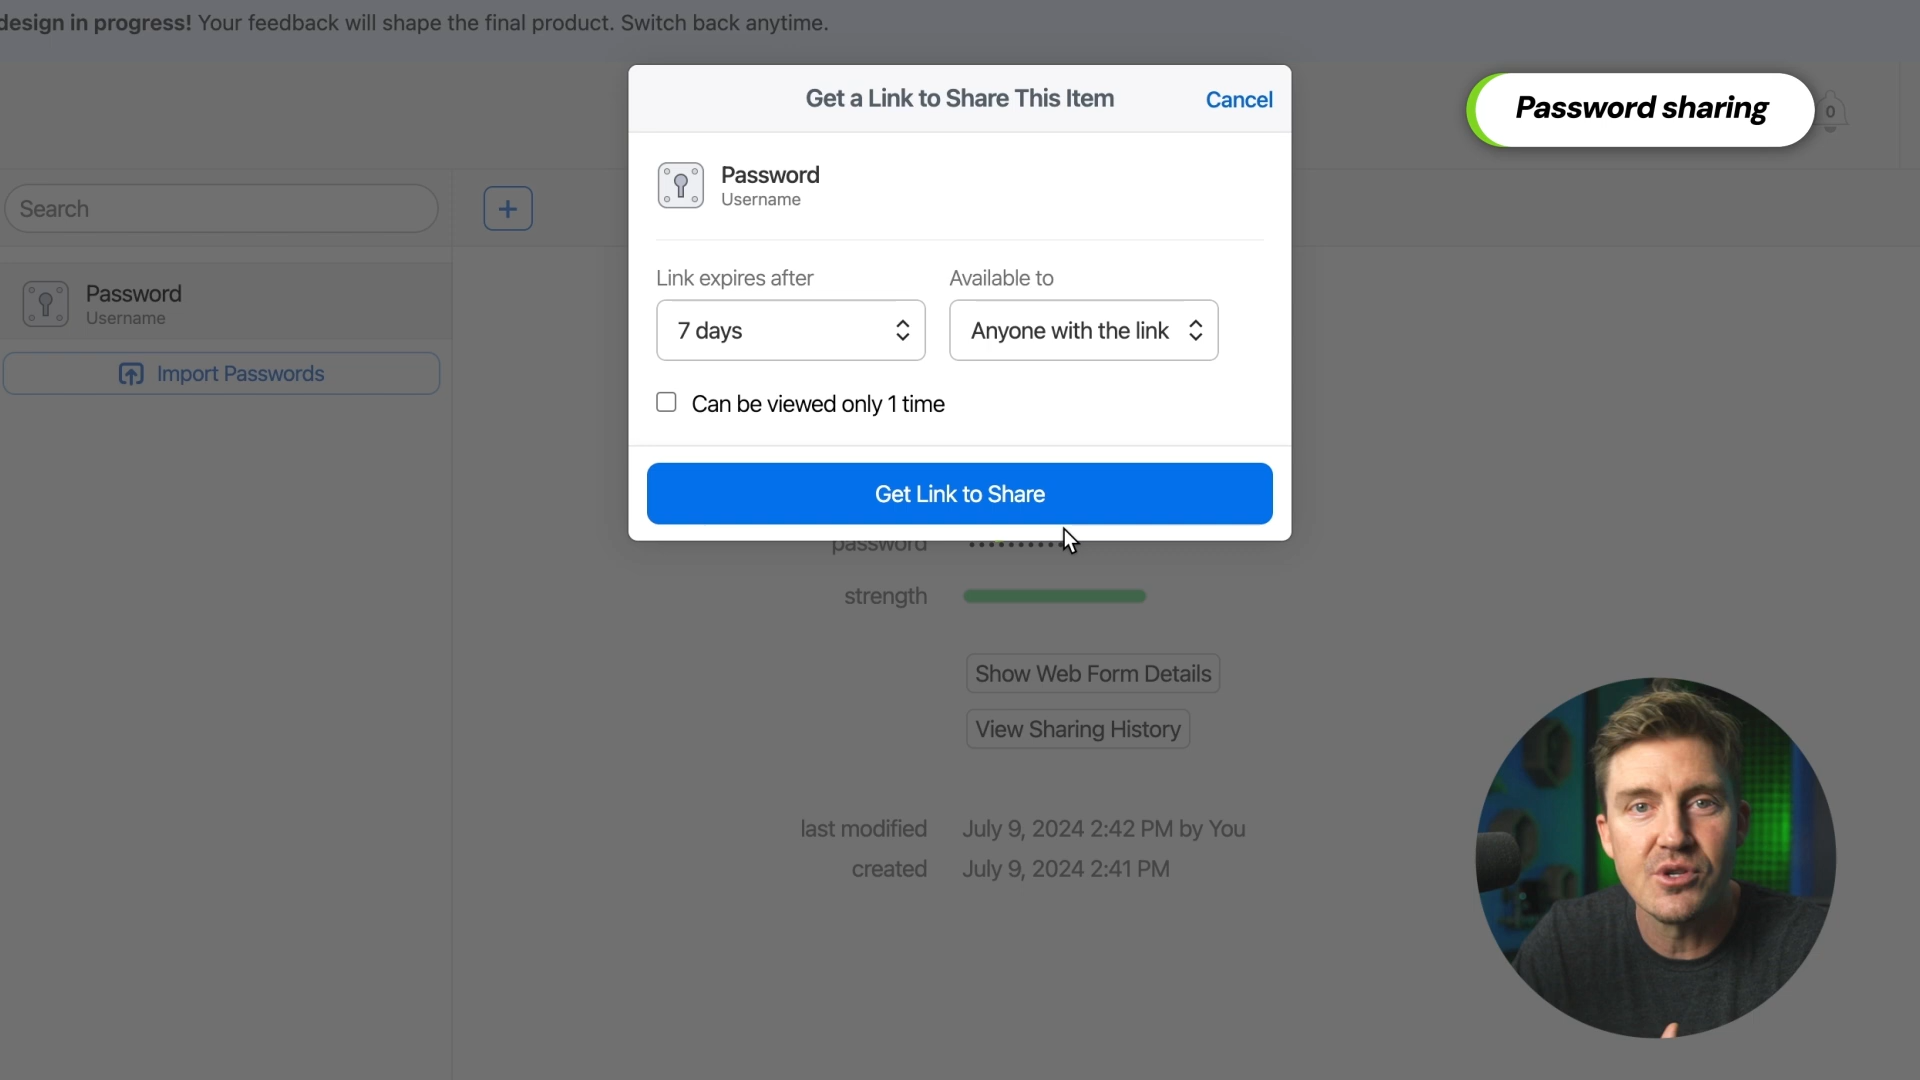 design in progress! Your feedback will shape the final product. Switch back anytime.
Get a Link to Share This Item
Cancel
Password sharing
0
Password
Username
Search
+
Link expires after
Available to
Password
Username
7 days
Anyone with the link
Import Passwords
Can be viewed only 1 time
Get Link to Share
password
strength
Show Web Form Details
View Sharing History
last modified
July 9, 2024 2:42 PM by You
created
July 9, 2024 2:41 PM